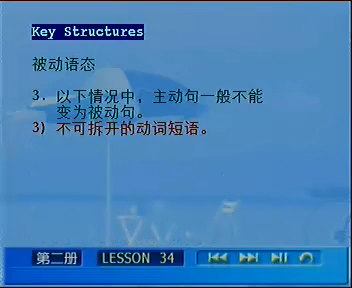 Key Structures
被动语态
3. 以下情况中，主动句一般不能
变为被动句。
3) 不可拆开的动词短语。
第二册 LESSON 34